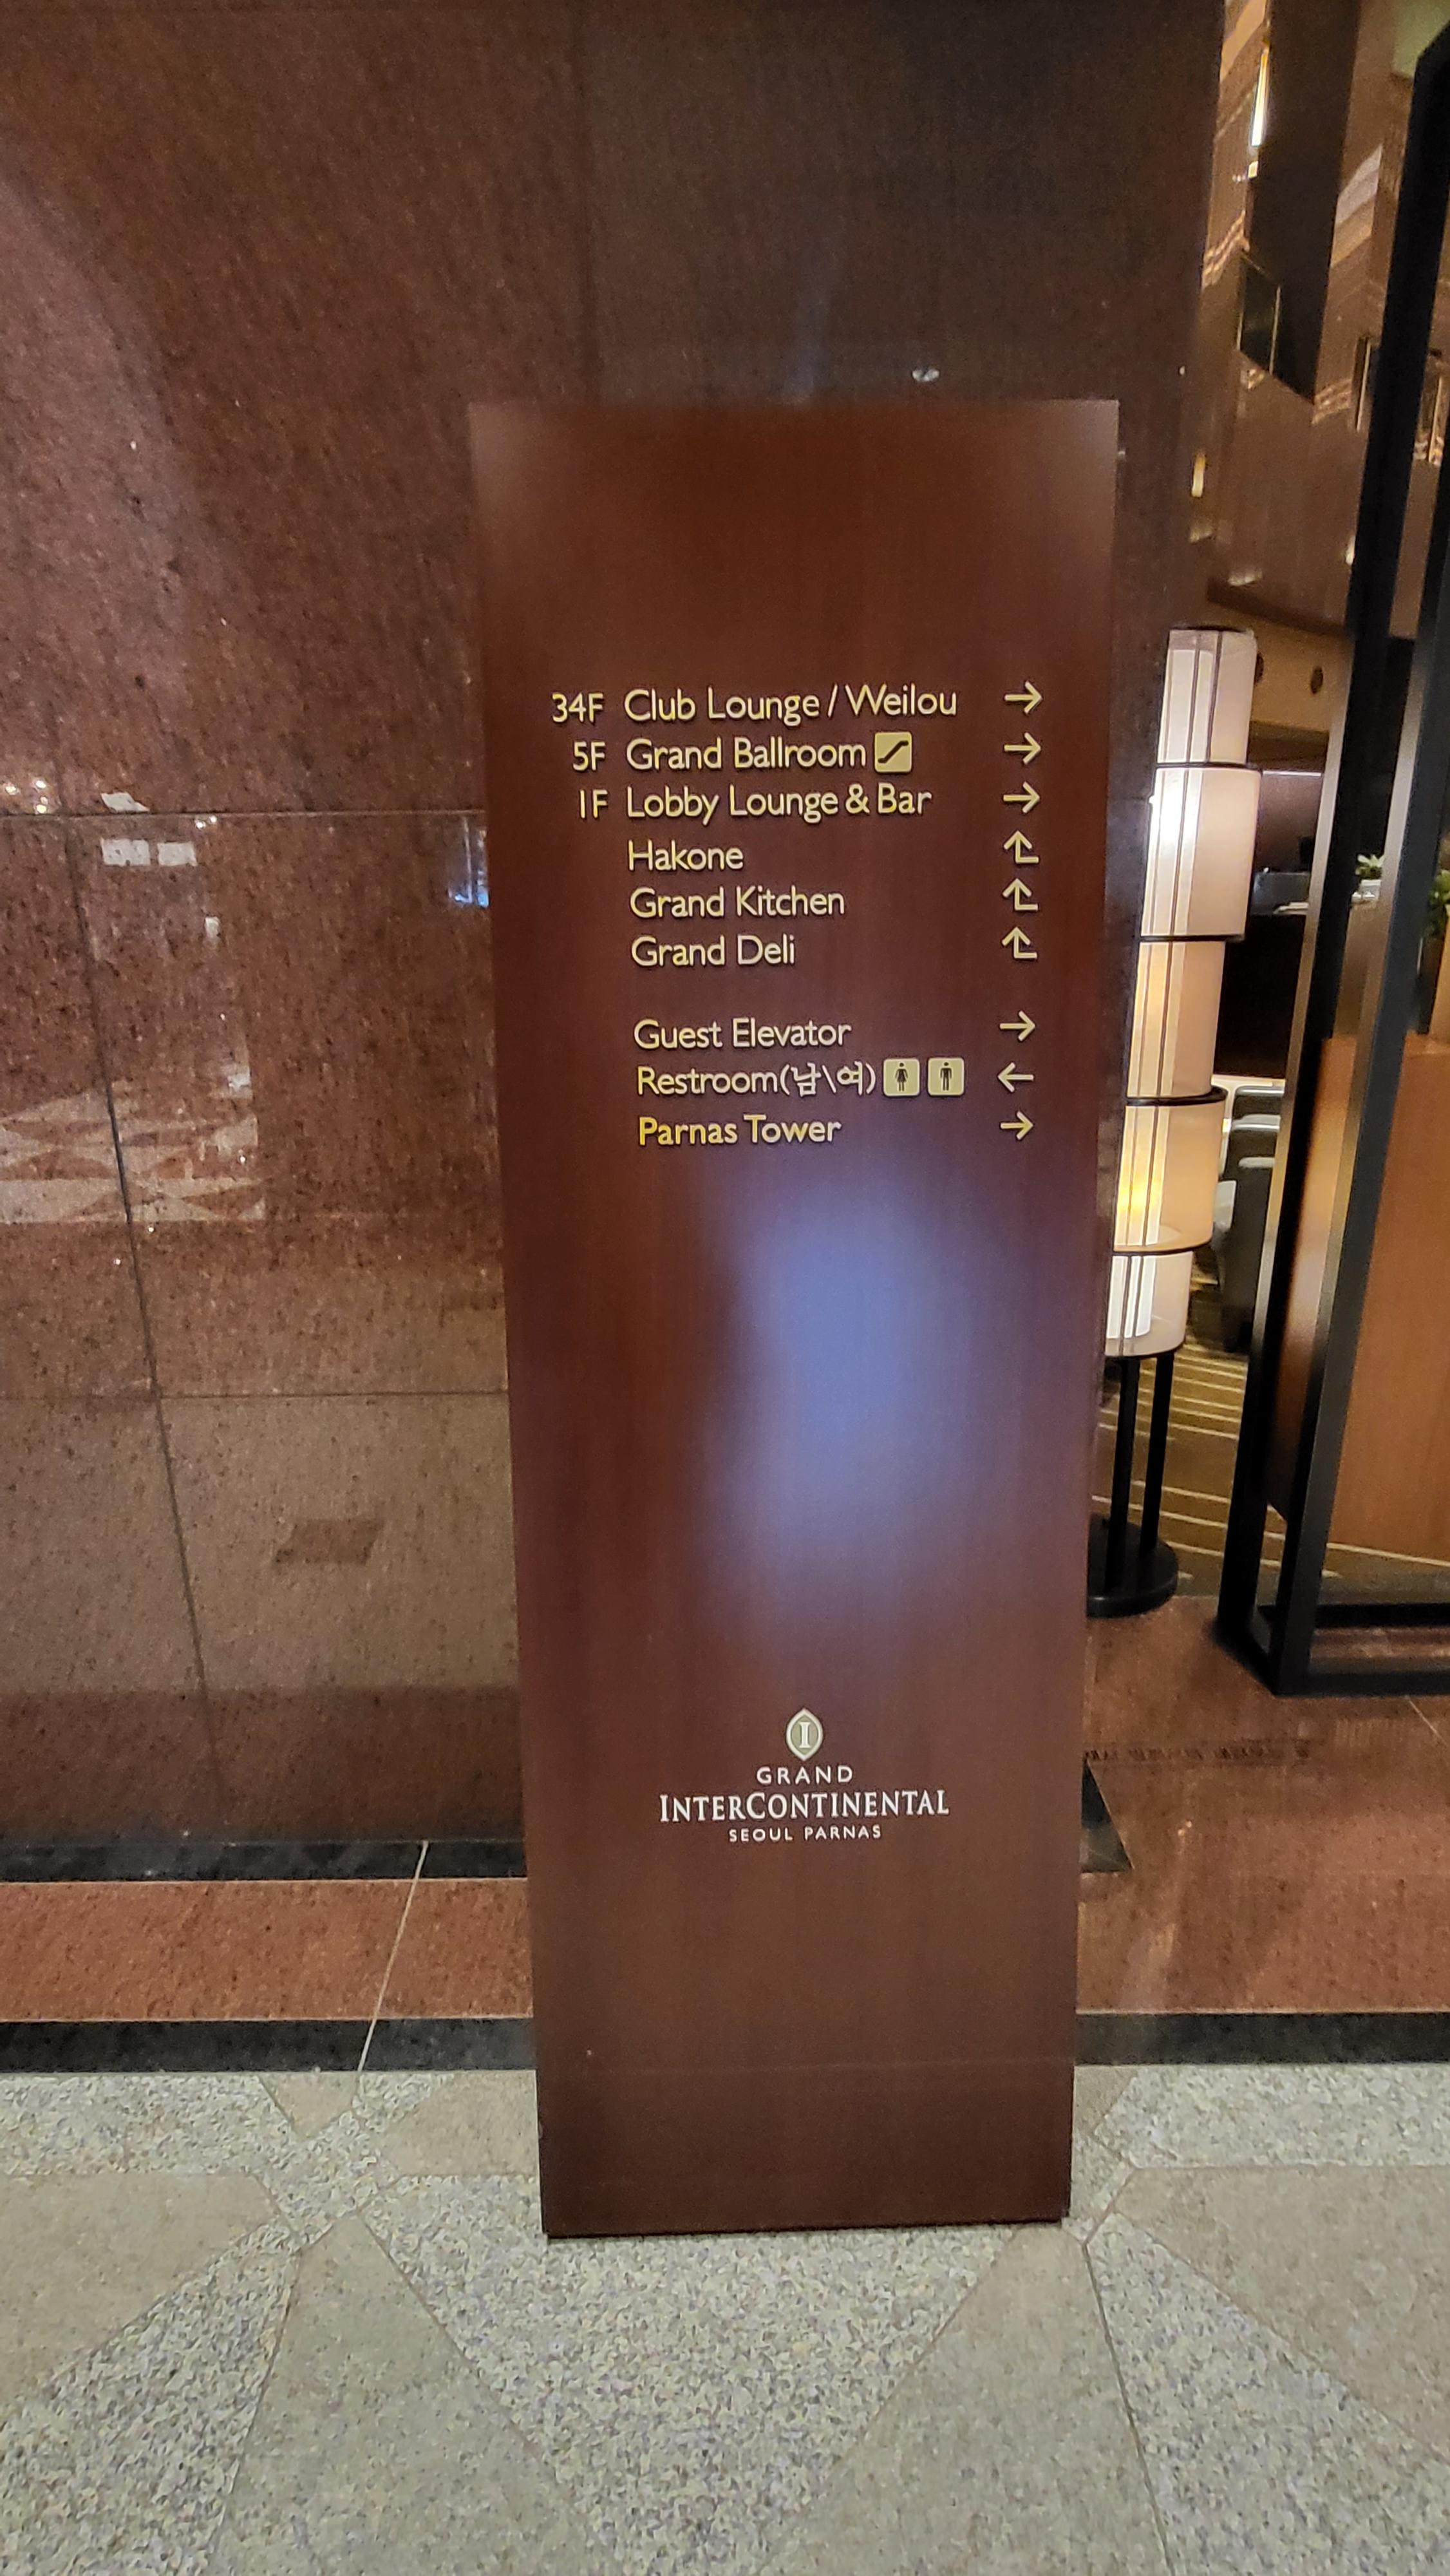 34F Club Lounge / Weilou →
5F Grand Ballroom →
1F Lobby Lounge & Bar →
Hakone ↰
Grand Kitchen ↰
Grand Deli ↰
Guest Elevator →
Restroom(남\여) ←
Parnas Tower →
I
GRAND
INTERCONTINENTAL
SEOUL PARNAS